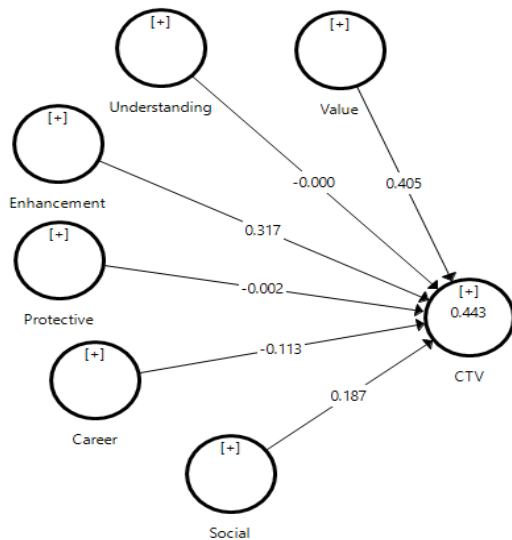 [+]
Understanding
[+]
Value
[+]
Enhancement
[+]
Protective
[+]
Career
[+]
Social
-0.000
0.405
0.317
-0.002
-0.113
0.187
[+]
0.443
CTV